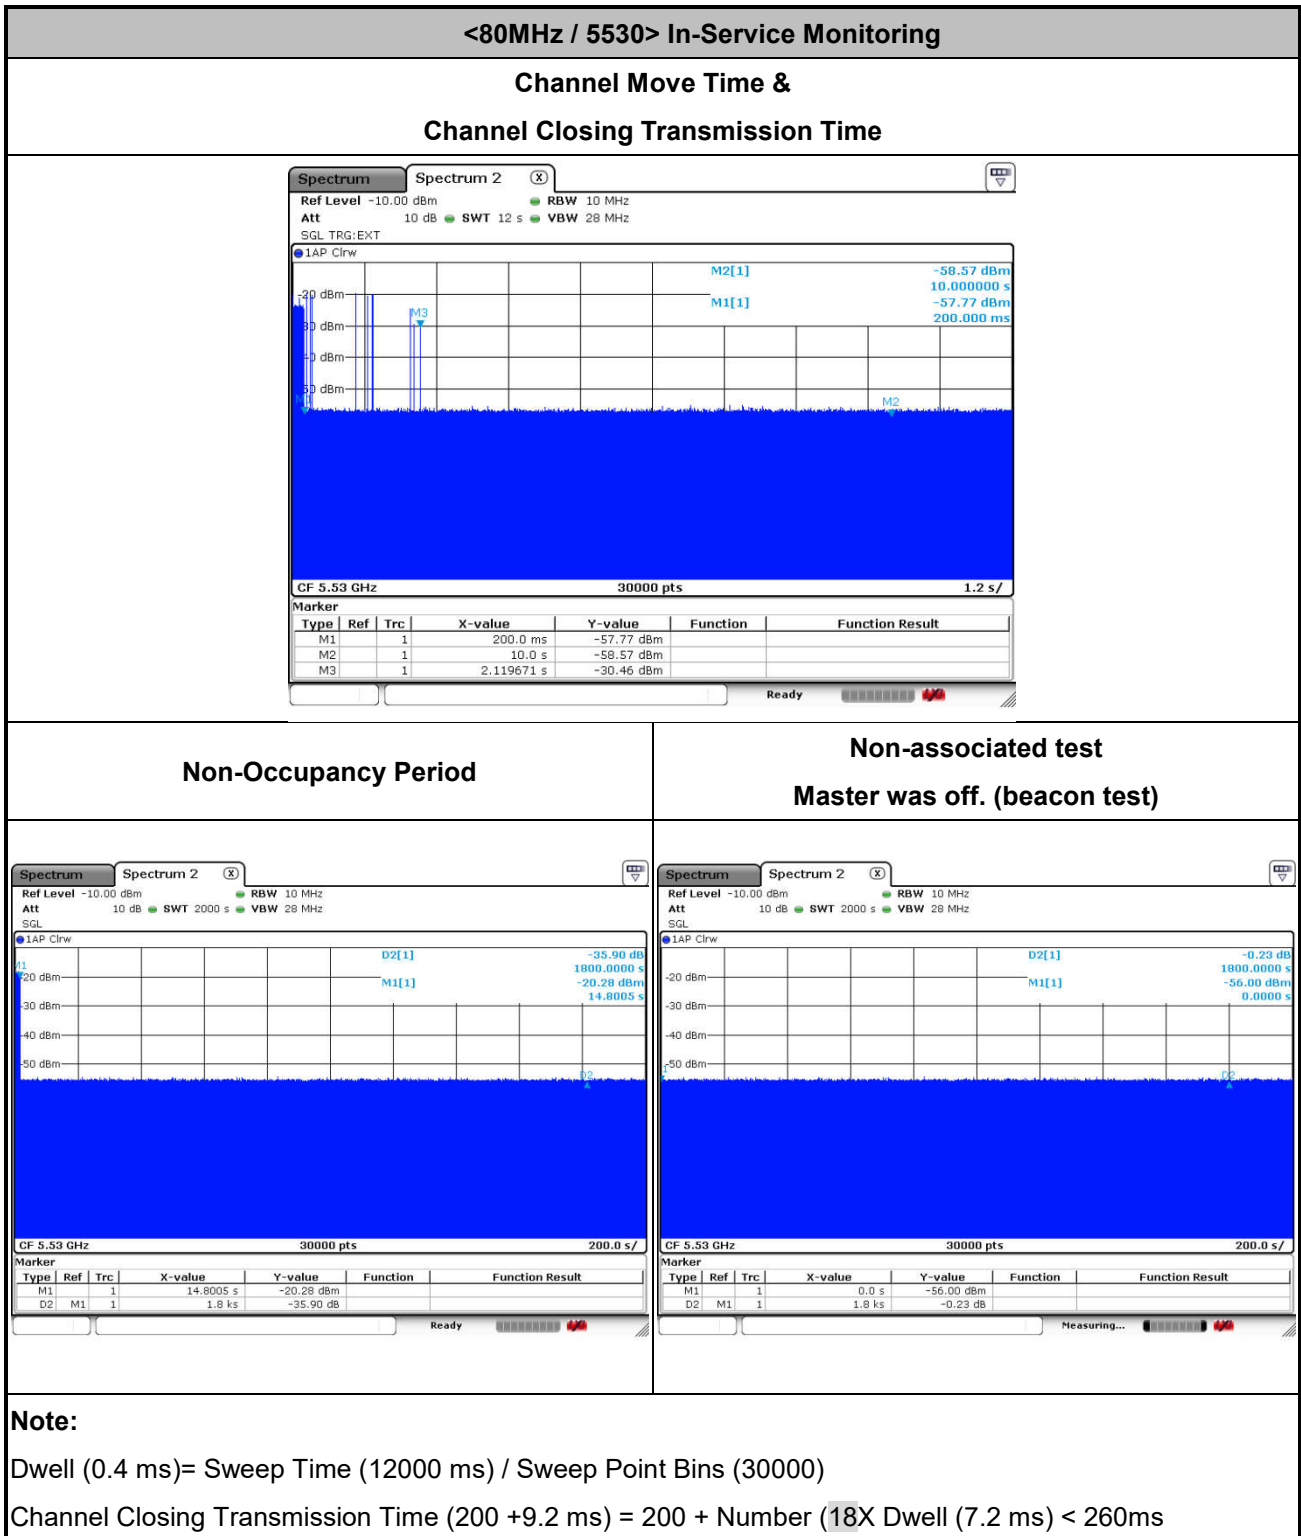 <80MHz / 5530> In-Service Monitoring
Channel Move Time &
Channel Closing Transmission Time
Spectrum Spectrum 2 X
Ref Level -10.00 dBm RBW 10 MHz
Att 10 dB SWT 12 s VBW 28 MHz
SGL TRG:EXT
1AP Clrw
M2[1] -58.57 dBm
10.000000 s
-20 dBm
M1[1] -57.77 dBm
200.000 ms
M3
-30 dBm
-40 dBm
-50 dBm
M1 M2
CF 5.53 GHz 30000 pts 1.2 s/
Marker
Type Ref Trc X-value Y-value Function Function Result
M1 1 200.0 ms -57.77 dBm
M2 1 10.0 s -58.57 dBm
M3 1 2.119671 s -30.46 dBm
Ready
Non-Occupancy Period
Non-associated test
Master was off. (beacon test)
Spectrum Spectrum 2 X
Ref Level -10.00 dBm RBW 10 MHz
Att 10 dB SWT 2000 s VBW 28 MHz
SGL
1AP Clrw
D2[1] -35.90 dB
1800.0000 s
M1
-20 dBm
M1[1] -20.28 dBm
14.8005 s
-30 dBm
-40 dBm
-50 dBm
D2
CF 5.53 GHz 30000 pts 200.0 s/
Marker
Type Ref Trc X-value Y-value Function Function Result
M1 1 14.8005 s -20.28 dBm
D2 M1 1 1.8 ks -35.90 dB
Ready
Spectrum Spectrum 2 X
Ref Level -10.00 dBm RBW 10 MHz
Att 10 dB SWT 2000 s VBW 28 MHz
SGL
1AP Clrw
D2[1] -0.23 dB
1800.0000 s
-20 dBm
M1[1] -56.00 dBm
0.0000 s
-30 dBm
-40 dBm
-50 dBm
D2
CF 5.53 GHz 30000 pts 200.0 s/
Marker
Type Ref Trc X-value Y-value Function Function Result
M1 1 0.0 s -56.00 dBm
D2 M1 1 1.8 ks -0.23 dB
Measuring...
Note:
Dwell (0.4 ms)= Sweep Time (12000 ms) / Sweep Point Bins (30000)
Channel Closing Transmission Time (200 +9.2 ms) = 200 + Number (18X Dwell (7.2 ms) < 260ms